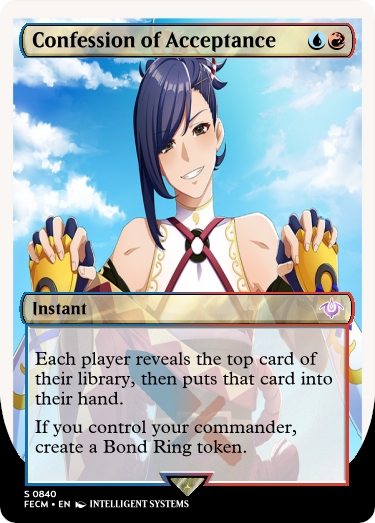 Confession of Acceptance
Instant
Each player reveals the top card of
their library, then puts that card into
their hand.
If you control your commander,
create a Bond Ring token.
S 0840
FECM • EN INTELLIGENT SYSTEMS